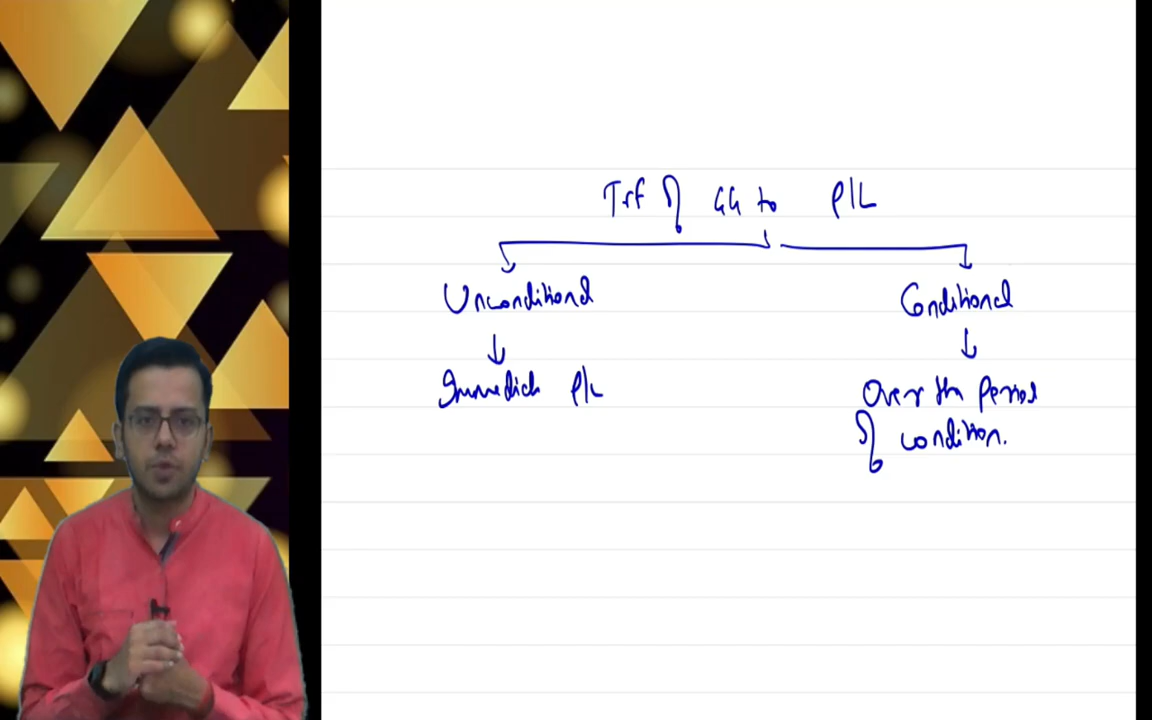 Trf of GG to P/L
Unconditional Conditional
Immediate P/L Over the period
of condition.